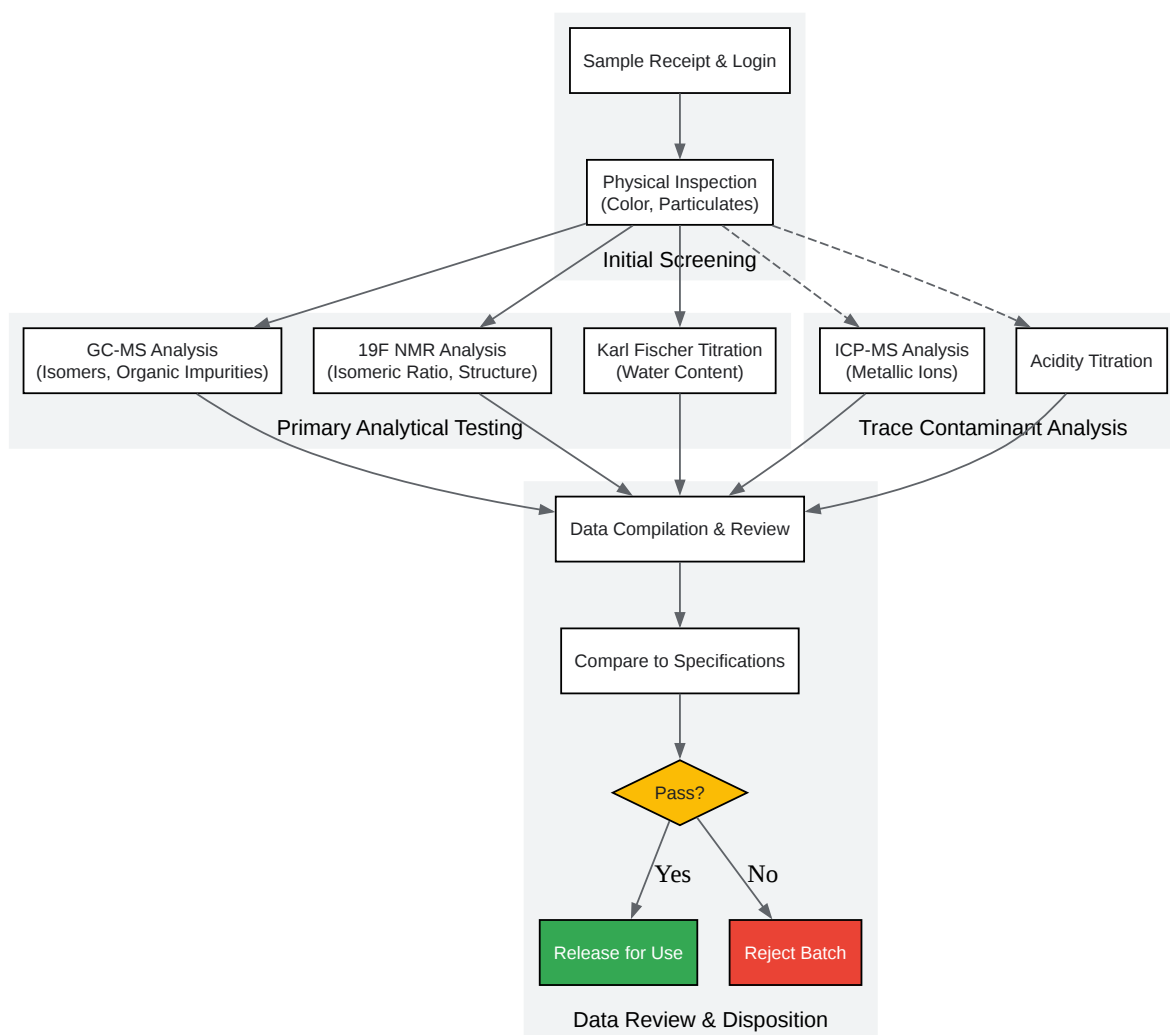 Sample Receipt & Login
Physical Inspection
(Color, Particulates)
Initial Screening
GC-MS Analysis
(Isomers, Organic Impurities)
19F NMR Analysis
(Isomeric Ratio, Structure)
Karl Fischer Titration
(Water Content)
ICP-MS Analysis
(Metallic Ions)
Acidity Titration
Primary Analytical Testing
Trace Contaminant Analysis
Data Compilation & Review
Compare to Specifications
Pass?
Yes
No
Release for Use
Reject Batch
Data Review & Disposition